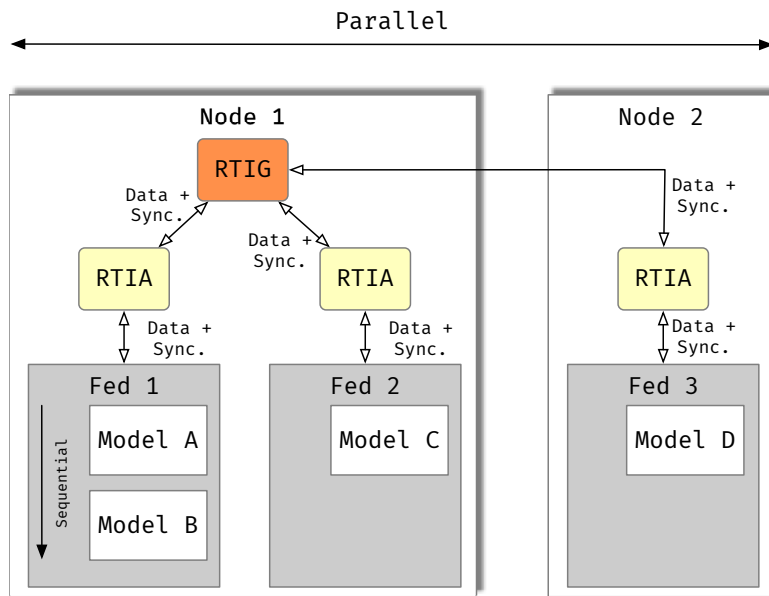 Parallel
Node 1
Node 2
RTIG
Data +
Sync.
Data +
Sync.
Data +
Sync.
RTIA
RTIA
RTIA
Data +
Sync.
Data +
Sync.
Data +
Sync.
Fed 1
Fed 2
Fed 3
Sequential
Model A
Model C
Model D
Model B